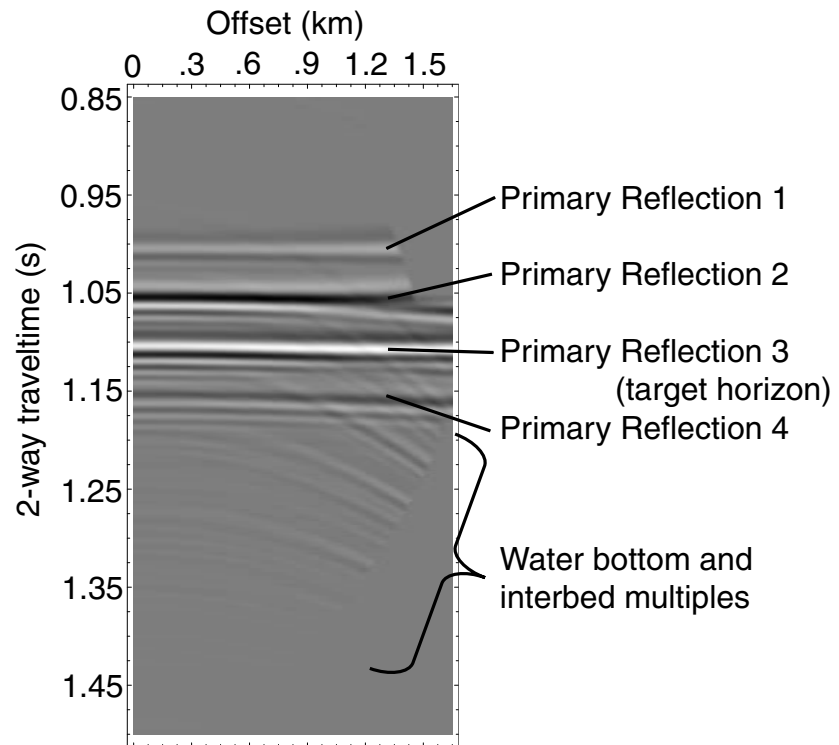 Offset (km)
0 .3 .6 .9 1.2 1.5
2-way traveltime (s)
0.85
0.95
1.05
1.15
1.25
1.35
1.45
Primary Reflection 1
Primary Reflection 2
Primary Reflection 3
(target horizon)
Primary Reflection 4
Water bottom and
interbed multiples